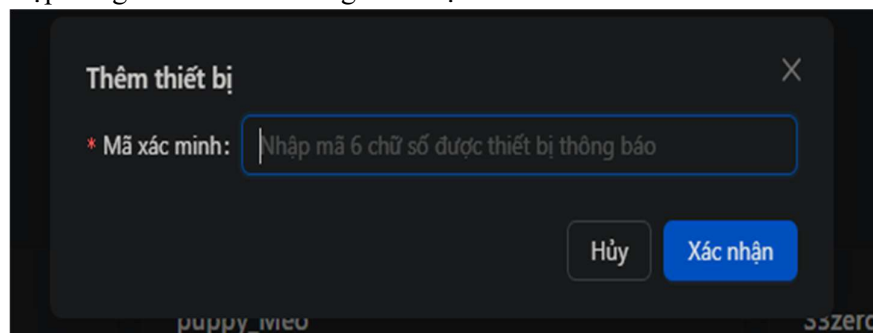 Thêm thiết bị
* Mã xác minh:
Nhập mã 6 chữ số được thiết bị thông báo
Hủy
Xác nhận
puppy_Meo
33zero